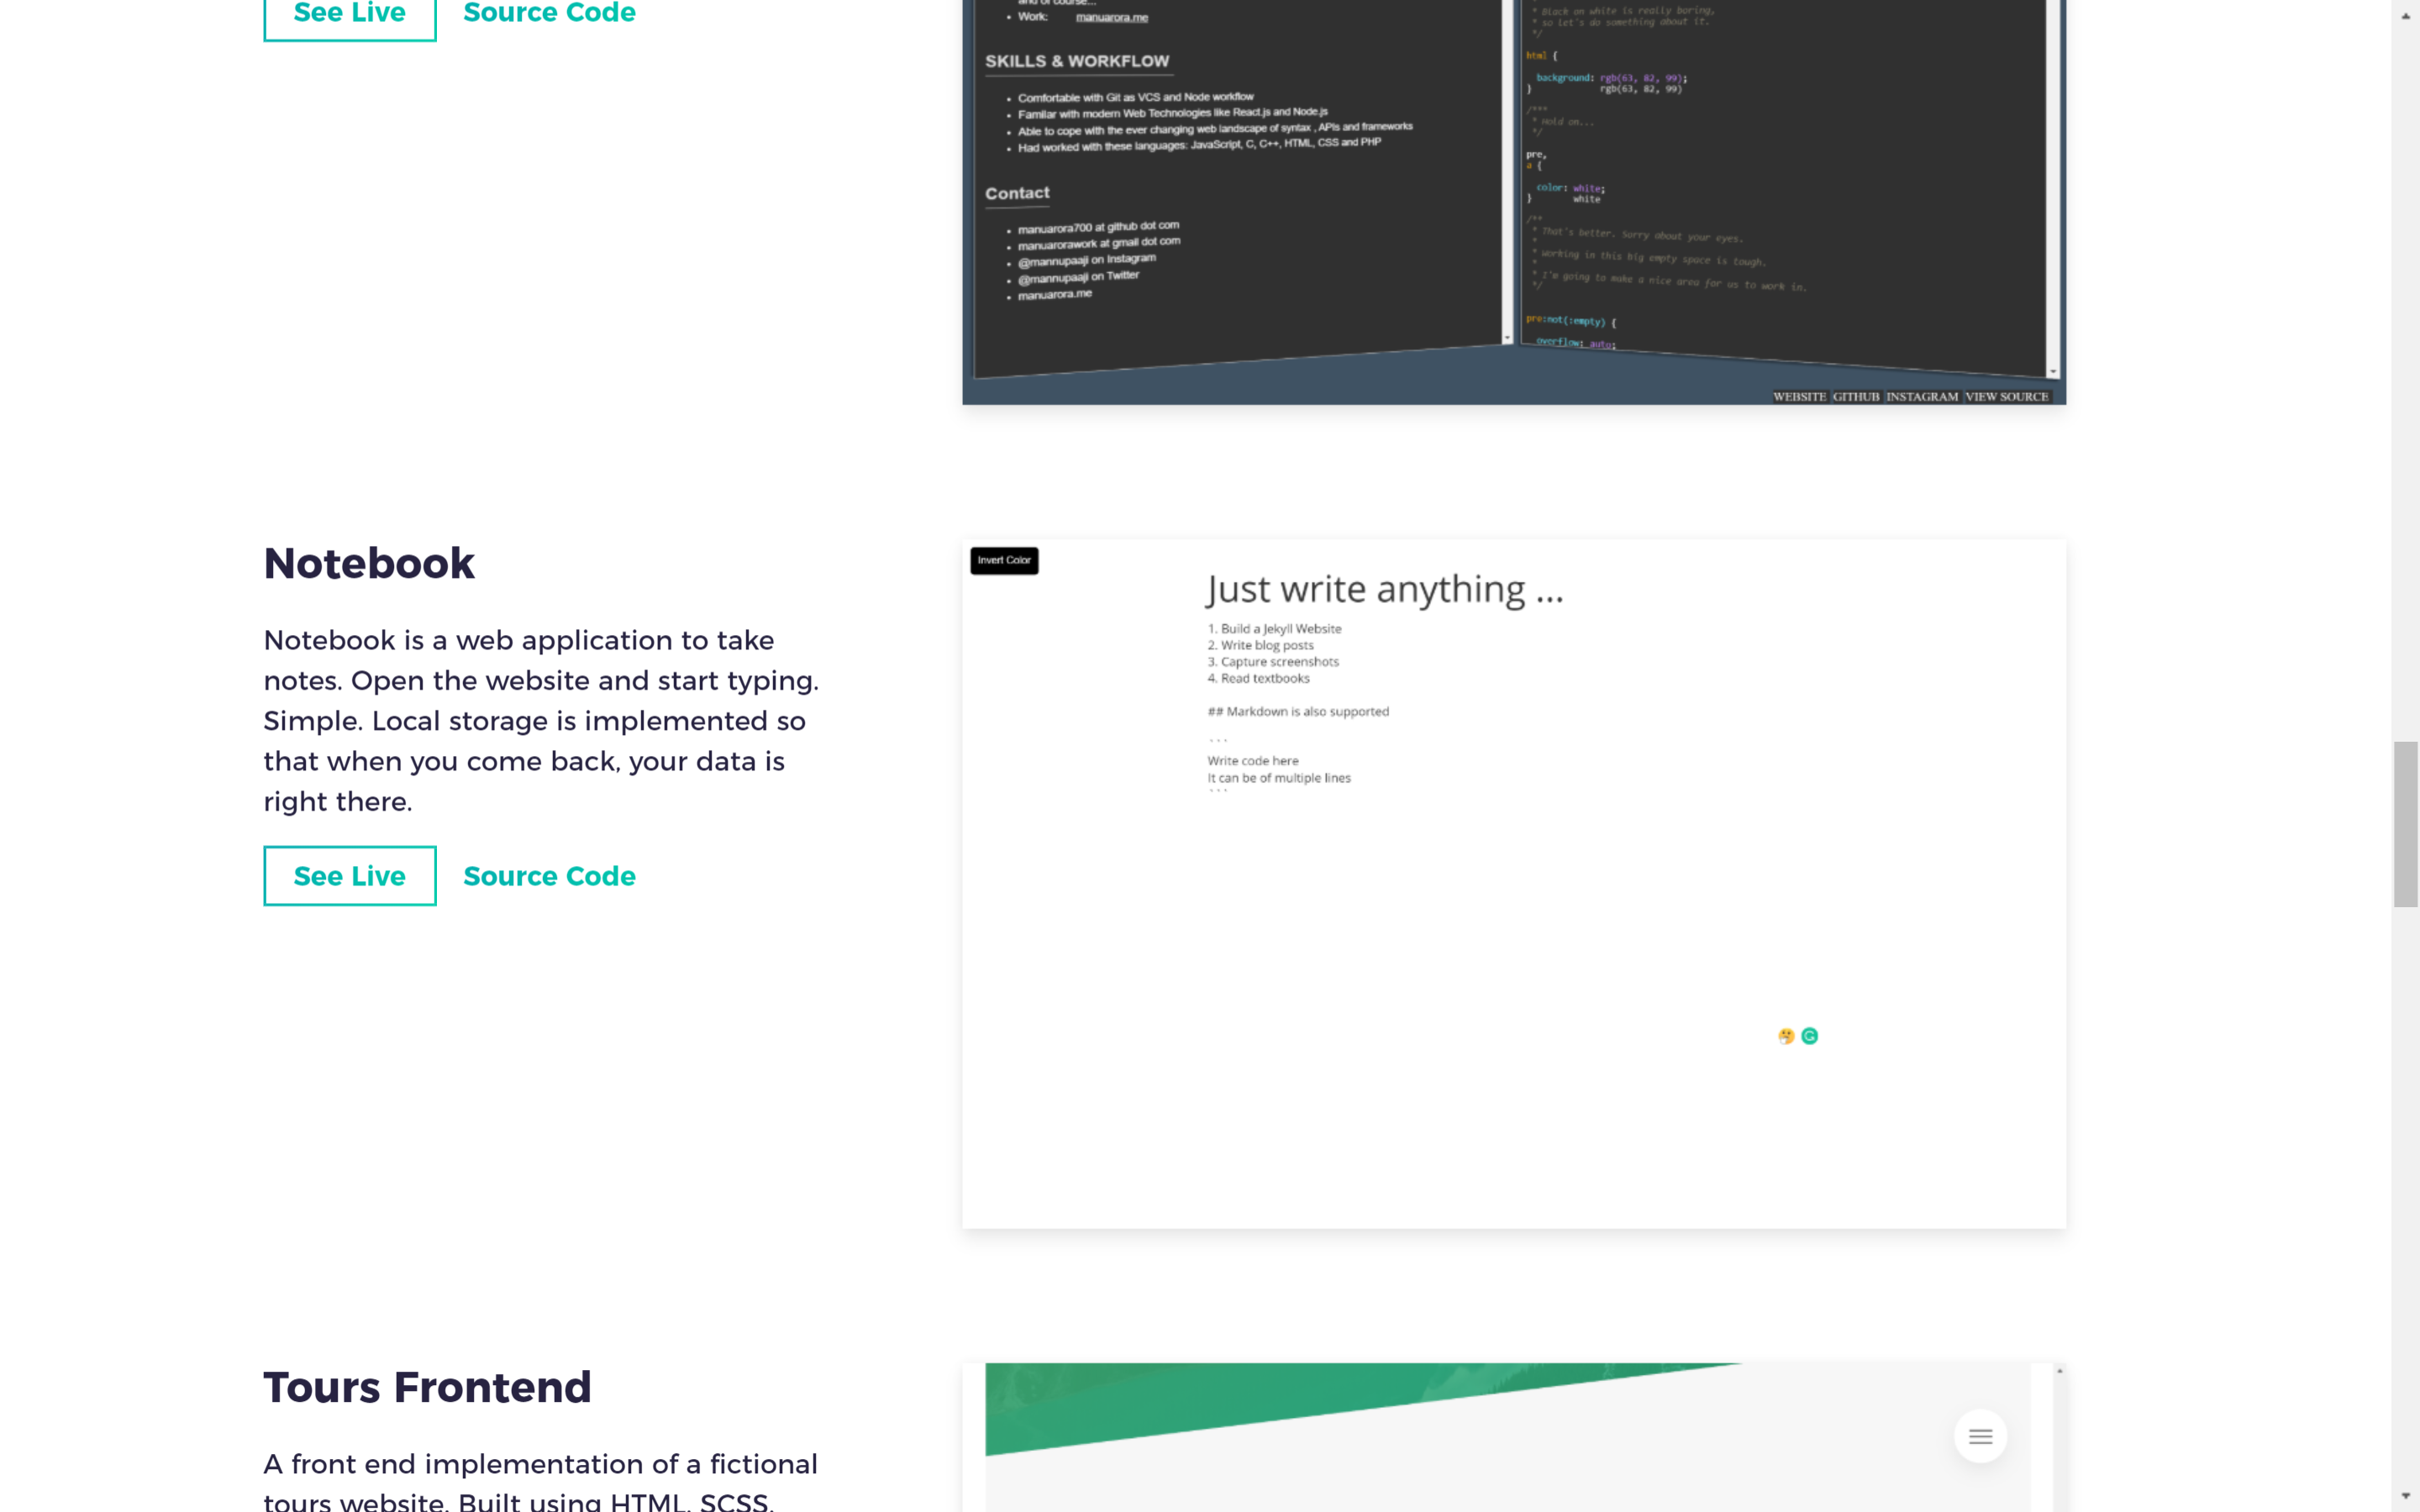 See Live Source Code
and of course...
Work: manuarora.me
SKILLS & WORKFLOW
Comfortable with Git as VCS and Node workflow
Familar with modern Web Technologies like React.js and Node.js
Able to cope with the ever changing web landscape of syntax , APIs and frameworks
Had worked with these languages: JavaScript, C, C++, HTML, CSS and PHP
Contact
manuarora700 at github dot com
manuarorawork at gmail dot com
@mannupaaji on Instagram
@mannupaaji on Twitter
manuarora.me
* Black on white is really boring,
* so let's do something about it.
*/
html {
background: rgb(63, 82, 99);
} rgb(63, 82, 99)
/***
* Hold on...
*/
pre,
a {
color: white;
} white
/**
* That's better. Sorry about your eyes.
*
* Working in this big empty space is tough.
*
* I'm going to make a nice area for us to work in.
*/
pre:not(:empty) {
overflow: auto;
WEBSITE GITHUB INSTAGRAM VIEW SOURCE
Notebook
Notebook is a web application to take
notes. Open the website and start typing.
Simple. Local storage is implemented so
that when you come back, your data is
right there.
See Live Source Code
Invert Color
Just write anything ...
1. Build a Jekyll Website
2. Write blog posts
3. Capture screenshots
4. Read textbooks
## Markdown is also supported
```
Write code here
It can be of multiple lines
```
G
Tours Frontend
A front end implementation of a fictional
tours website. Built using HTML, SCSS,